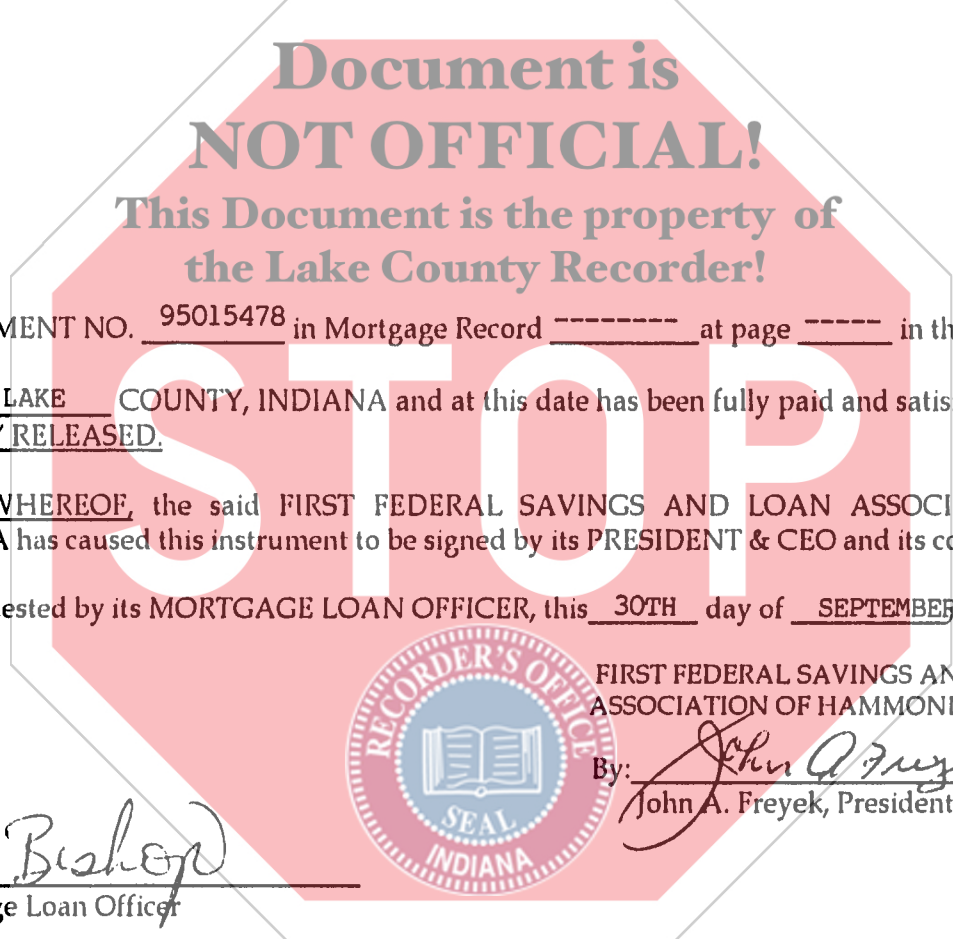 Document is
NOT OFFICIAL!
This Document is the property of
the Lake County Recorder!
MENT NO. 95015478 in Mortgage Record --------- at page ----- in th
LAKE COUNTY, INDIANA and at this date has been fully paid and satis
Y RELEASED.
STOP
WHEREOF, the said FIRST FEDERAL SAVINGS AND LOAN ASSOCI
A has caused this instrument to be signed by its PRESIDENT & CEO and its co
ested by its MORTGAGE LOAN OFFICER, this 30TH day of SEPTEMBER
RECORDER'S OFFICE
SEAL
INDIANA
FIRST FEDERAL SAVINGS AN
ASSOCIATION OF HAMMON
By: John A Frey
John A. Freyek, President
Bishop
ge Loan Officer